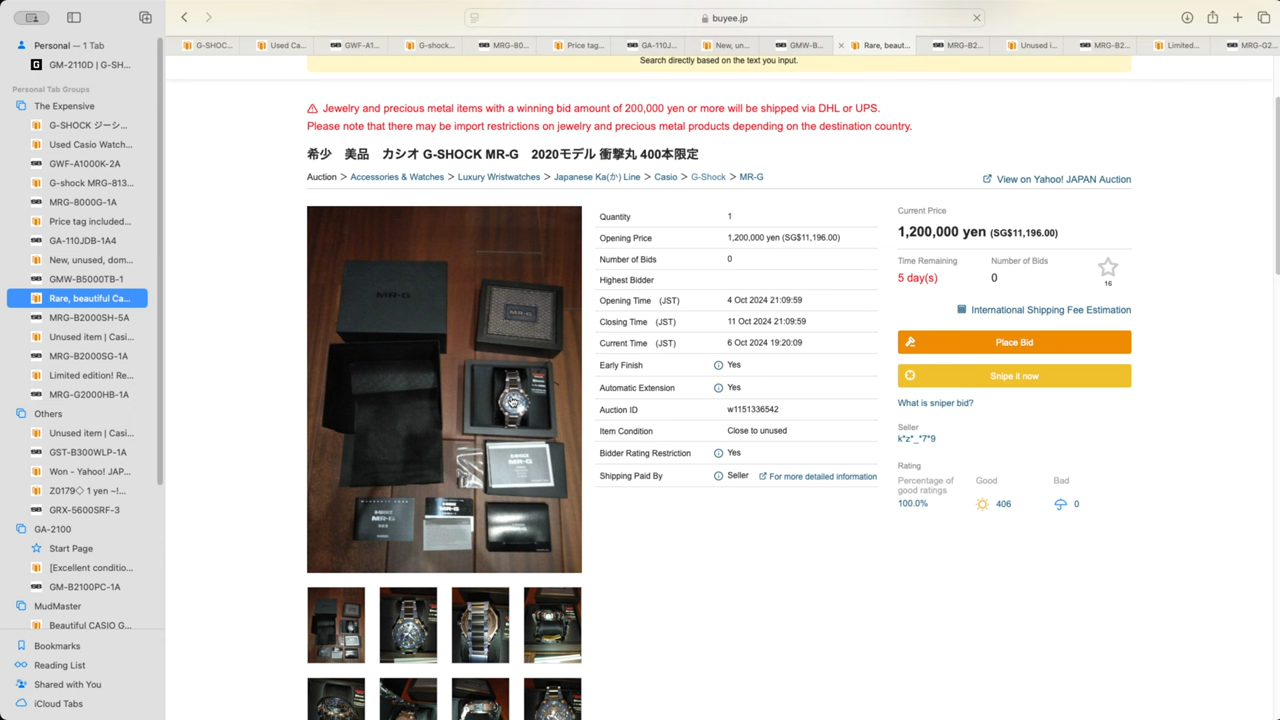 buyee.jp
G-SHOC...
Used Ca...
GWF-A1...
G-shock...
MRG-80...
Price tag...
GA-110J...
New, un...
GMW-B...
Rare, beaut...
MRG-B2...
Unused i...
MRG-B2...
Limited...
MRG-G2...
Personal — 1 Tab
GM-2110D | G-SH...
Personal Tab Groups
The Expensive
G-SHOCK ジーシ...
Used Casio Watch...
GWF-A1000K-2A
G-shock MRG-813...
MRG-8000G-1A
Price tag included...
GA-110JDB-1A4
New, unused, dom...
GMW-B5000TB-1
Rare, beautiful Ca...
MRG-B2000SH-5A
Unused item | Casi...
MRG-B2000SG-1A
Limited edition! Re...
MRG-G2000HB-1A
Others
Unused item | Casi...
GST-B300WLP-1A
Won - Yahoo! JAP...
Z0179◇ 1 yen ~!...
GRX-5600SRF-3
GA-2100
Start Page
[Excellent conditio...
GM-B2100PC-1A
MudMaster
Beautiful CASIO G...
Bookmarks
Reading List
Shared with You
iCloud Tabs
Search directly based on the text you input.
Jewelry and precious metal items with a winning bid amount of 200,000 yen or more will be shipped via DHL or UPS.
Please note that there may be import restrictions on jewelry and precious metal products depending on the destination country.
希少　美品　カシオ G-SHOCK MR-G　2020モデル 衝撃丸 400本限定
Auction > Accessories & Watches > Luxury Wristwatches > Japanese Ka(か) Line > Casio > G-Shock > MR-G
View on Yahoo! JAPAN Auction
MR-G
MR-G
MR-G
MR-G
Quantity 1
Opening Price 1,200,000 yen (SG$11,196.00)
Number of Bids 0
Highest Bidder
Opening Time (JST) 4 Oct 2024 21:09:59
Closing Time (JST) 11 Oct 2024 21:09:59
Current Time (JST) 6 Oct 2024 19:20:09
Early Finish Yes
Automatic Extension Yes
Auction ID w1151336542
Item Condition Close to unused
Bidder Rating Restriction Yes
Shipping Paid By Seller For more detailed information
Current Price
1,200,000 yen (SG$11,196.00)
Time Remaining
5 day(s)
Number of Bids
0
16
International Shipping Fee Estimation
Place Bid
Snipe it now
What is sniper bid?
Seller
k*z*_*7*9
Rating
Percentage of good ratings
100.0%
Good
406
Bad
0